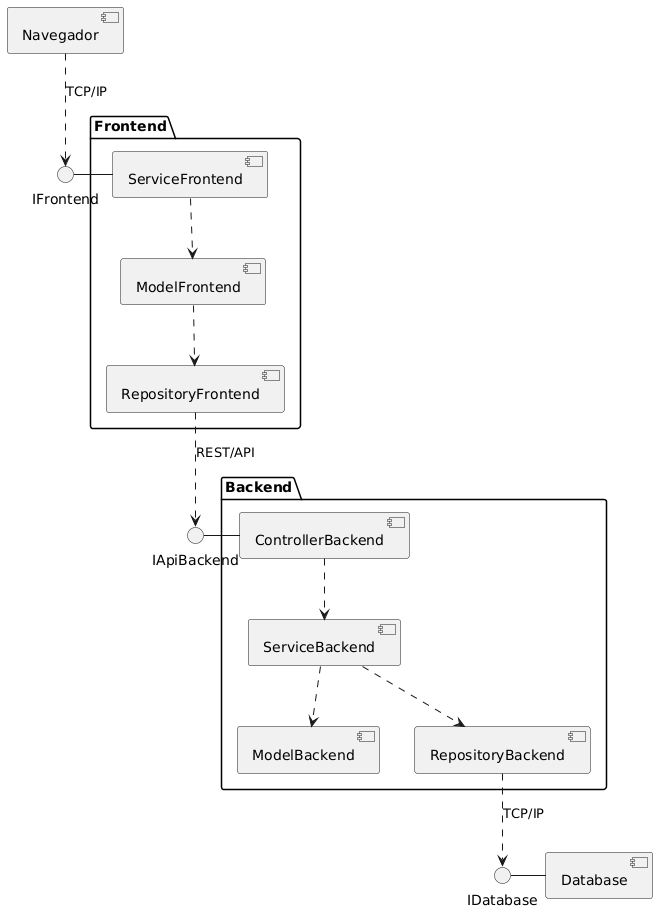 Navegador
TCP/IP
Frontend
ServiceFrontend
IFrontend
ModelFrontend
RepositoryFrontend
REST/API
Backend
ControllerBackend
IApiBackend
ServiceBackend
ModelBackend
RepositoryBackend
TCP/IP
Database
IDatabase